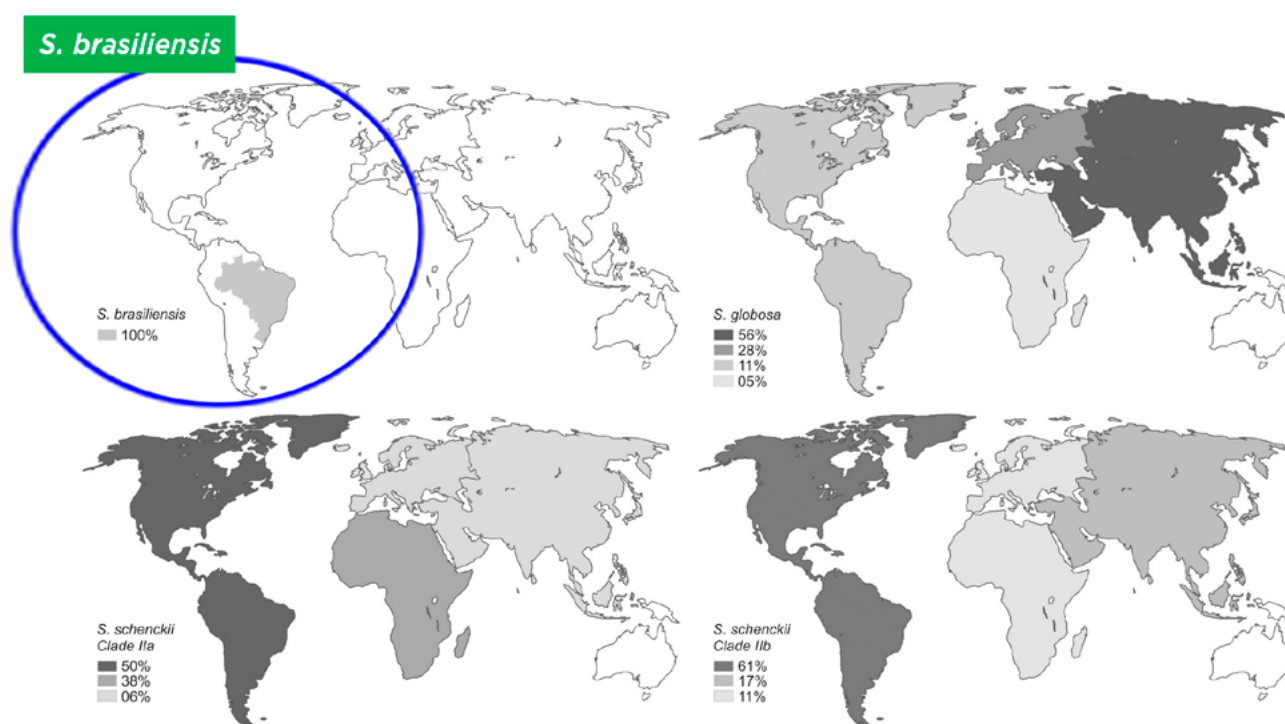 S. brasiliensis
S. brasiliensis
100%
S. globosa
56%
28%
11%
05%
S. schenckii
Clade IIa
50%
38%
06%
S. schenckii
Clade IIb
61%
17%
11%